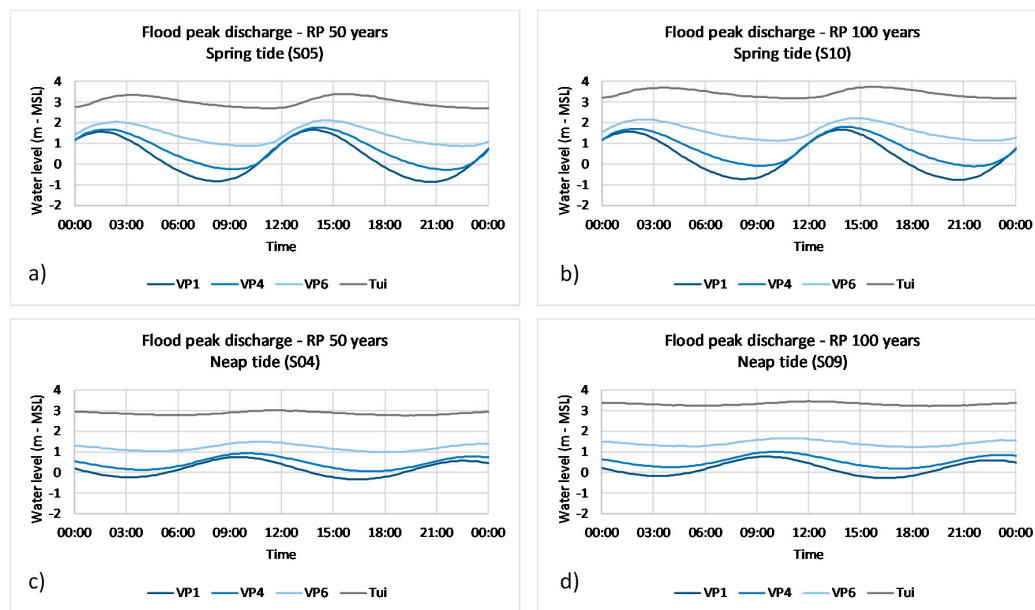 Flood peak discharge - RP 50 years
Spring tide (S05)
Water level (m - MSL)
4
3
2
1
0
-1
-2
00:00 03:00 06:00 09:00 12:00 15:00 18:00 21:00 00:00
Time
a)
VP1 VP4 VP6 Tui
Flood peak discharge - RP 100 years
Spring tide (S10)
Water level (m - MSL)
4
3
2
1
0
-1
-2
00:00 03:00 06:00 09:00 12:00 15:00 18:00 21:00 00:00
Time
b)
VP1 VP4 VP6 Tui
Flood peak discharge - RP 50 years
Neap tide (S04)
Water level (m - MSL)
4
3
2
1
0
-1
-2
00:00 03:00 06:00 09:00 12:00 15:00 18:00 21:00 00:00
Time
c)
VP1 VP4 VP6 Tui
Flood peak discharge - RP 100 years
Neap tide (S09)
Water level (m - MSL)
4
3
2
1
0
-1
-2
00:00 03:00 06:00 09:00 12:00 15:00 18:00 21:00 00:00
Time
d)
VP1 VP4 VP6 Tui